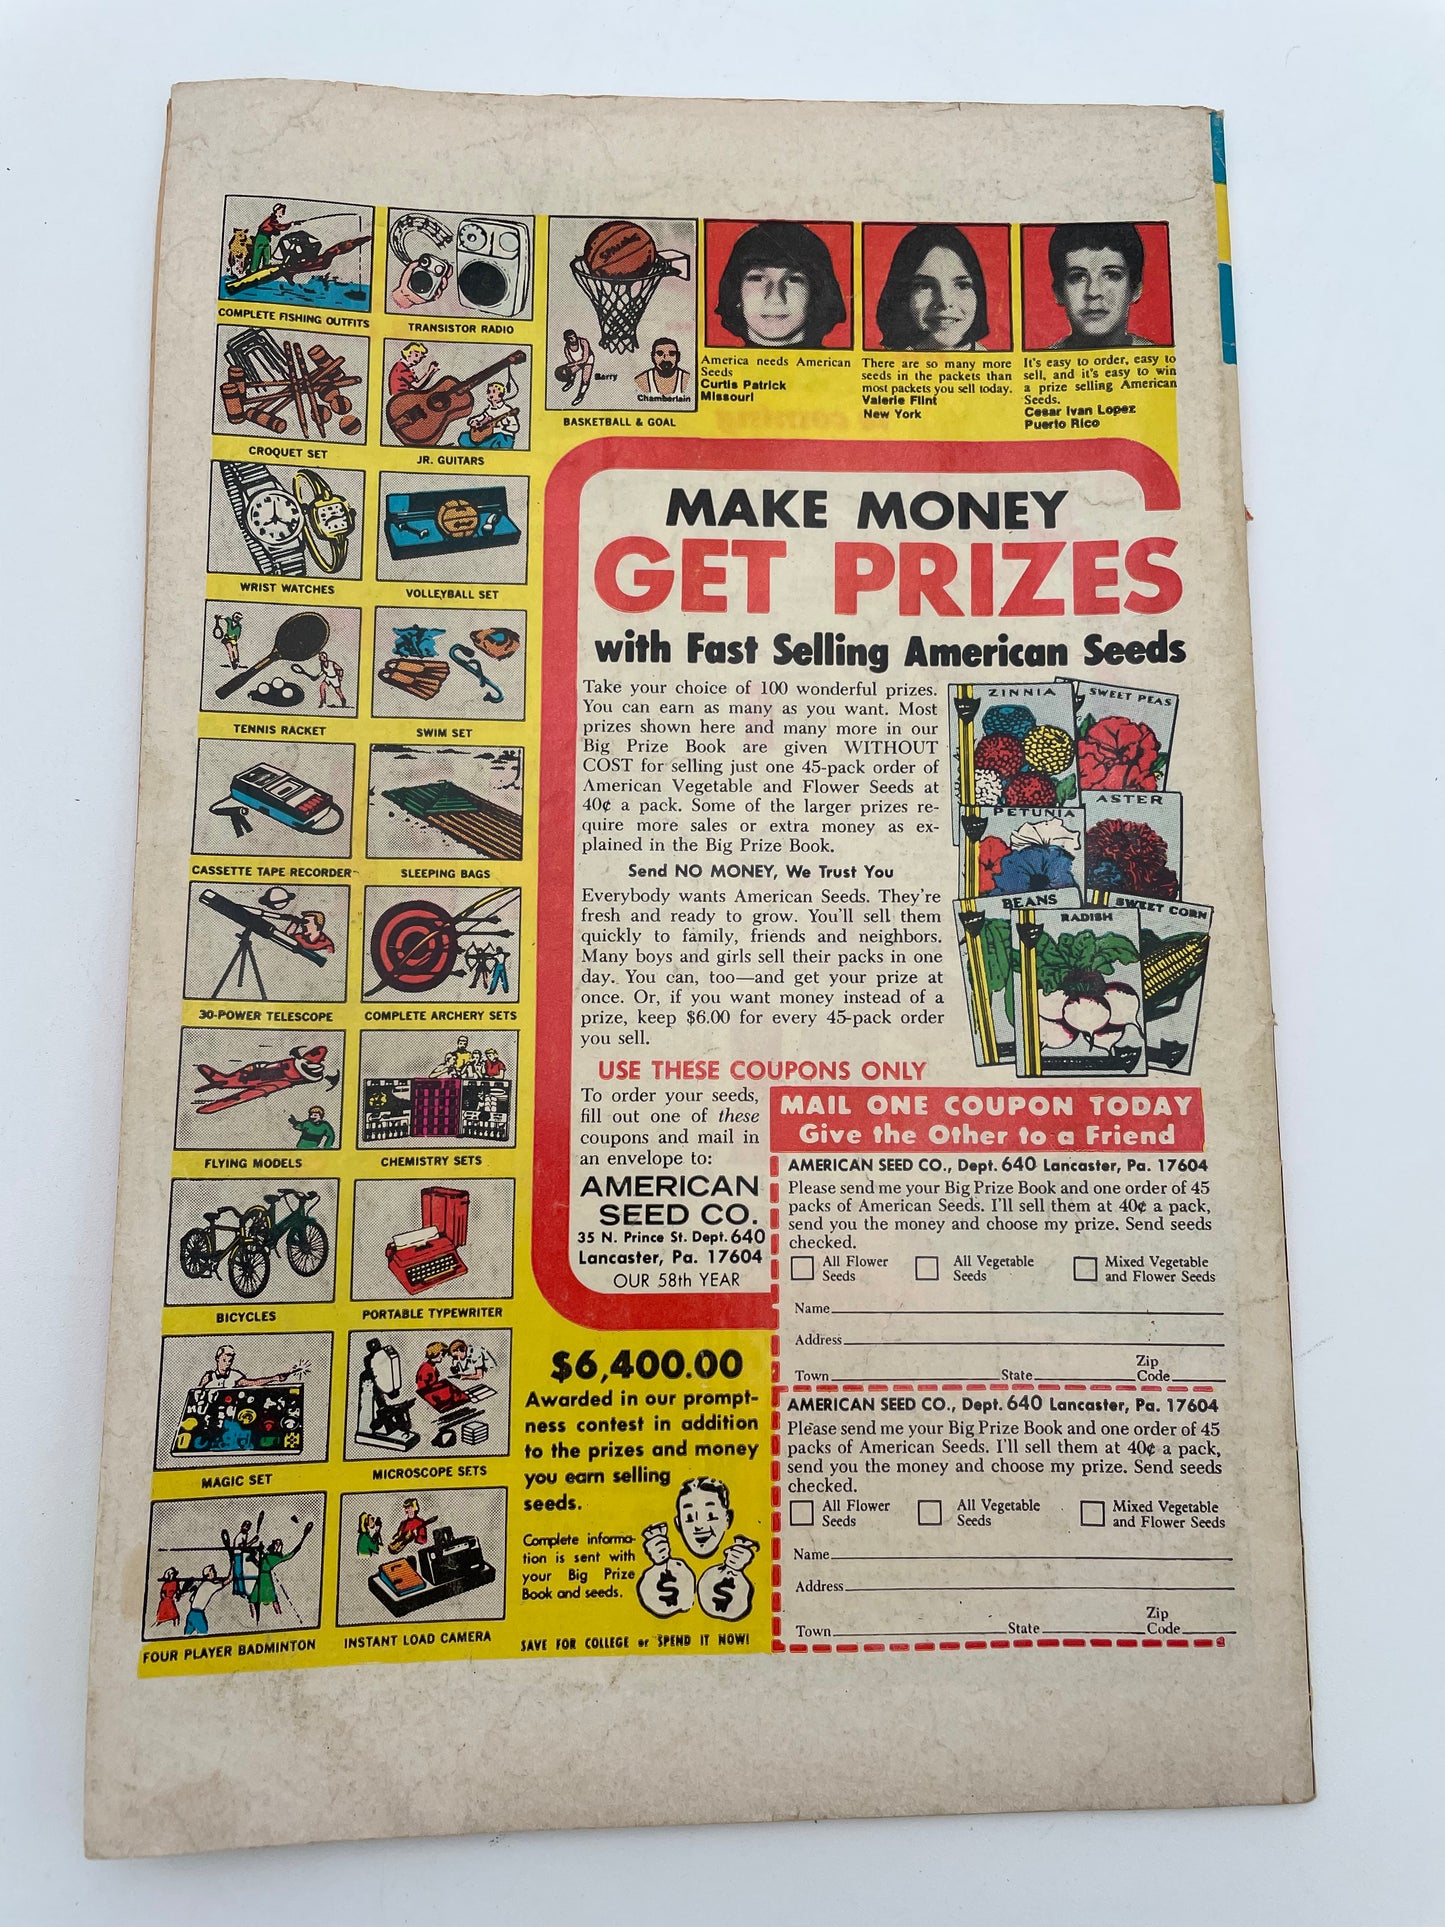 COMPLETE FISHING OUTFITS
TRANSISTOR RADIO
SPALDING
Barry
Chamberlain
BASKETBALL & GOAL
America needs American
Seeds
Curtis Patrick
Missouri
There are so many more
seeds in the packets than
most packets you sell today.
Valerie Flint
New York
It's easy to order, easy to
sell, and it's easy to win
a prize selling American
Seeds.
Cesar Ivan Lopez
Puerto Rico
CROQUET SET
JR. GUITARS
WRIST WATCHES
VOLLEYBALL SET
TENNIS RACKET
SWIM SET
CASSETTE TAPE RECORDER
SLEEPING BAGS
30-POWER TELESCOPE
COMPLETE ARCHERY SETS
FLYING MODELS
CHEMISTRY SETS
BICYCLES
PORTABLE TYPEWRITER
MAGIC SET
MICROSCOPE SETS
FOUR PLAYER BADMINTON
INSTANT LOAD CAMERA
MAKE MONEY
GET PRIZES
with Fast Selling American Seeds
Take your choice of 100 wonderful prizes.
You can earn as many as you want. Most
prizes shown here and many more in our
Big Prize Book are given WITHOUT
COST for selling just one 45-pack order of
American Vegetable and Flower Seeds at
40¢ a pack. Some of the larger prizes re-
quire more sales or extra money as ex-
plained in the Big Prize Book.
Send NO MONEY, We Trust You
Everybody wants American Seeds. They're
fresh and ready to grow. You'll sell them
quickly to family, friends and neighbors.
Many boys and girls sell their packs in one
day. You can, too—and get your prize at
once. Or, if you want money instead of a
prize, keep $6.00 for every 45-pack order
you sell.
ZINNIA
SWEET PEAS
PETUNIA
ASTER
BEANS
RADISH
SWEET CORN
USE THESE COUPONS ONLY
To order your seeds,
fill out one of these
coupons and mail in
an envelope to:
AMERICAN
SEED CO.
35 N. Prince St. Dept. 640
Lancaster, Pa. 17604
OUR 58th YEAR
MAIL ONE COUPON TODAY
Give the Other to a Friend
AMERICAN SEED CO., Dept. 640 Lancaster, Pa. 17604
Please send me your Big Prize Book and one order of 45
packs of American Seeds. I'll sell them at 40¢ a pack,
send you the money and choose my prize. Send seeds
checked.
All Flower
Seeds
All Vegetable
Seeds
Mixed Vegetable
and Flower Seeds
Name
Address
Town State Zip Code
AMERICAN SEED CO., Dept. 640 Lancaster, Pa. 17604
Please send me your Big Prize Book and one order of 45
packs of American Seeds. I'll sell them at 40¢ a pack,
send you the money and choose my prize. Send seeds
checked.
All Flower
Seeds
All Vegetable
Seeds
Mixed Vegetable
and Flower Seeds
Name
Address
Town State Zip Code
$6,400.00
Awarded in our prompt-
ness contest in addition
to the prizes and money
you earn selling
seeds.
Complete informa-
tion is sent with
your Big Prize
Book and seeds.
$ $
SAVE FOR COLLEGE or SPEND IT NOW!